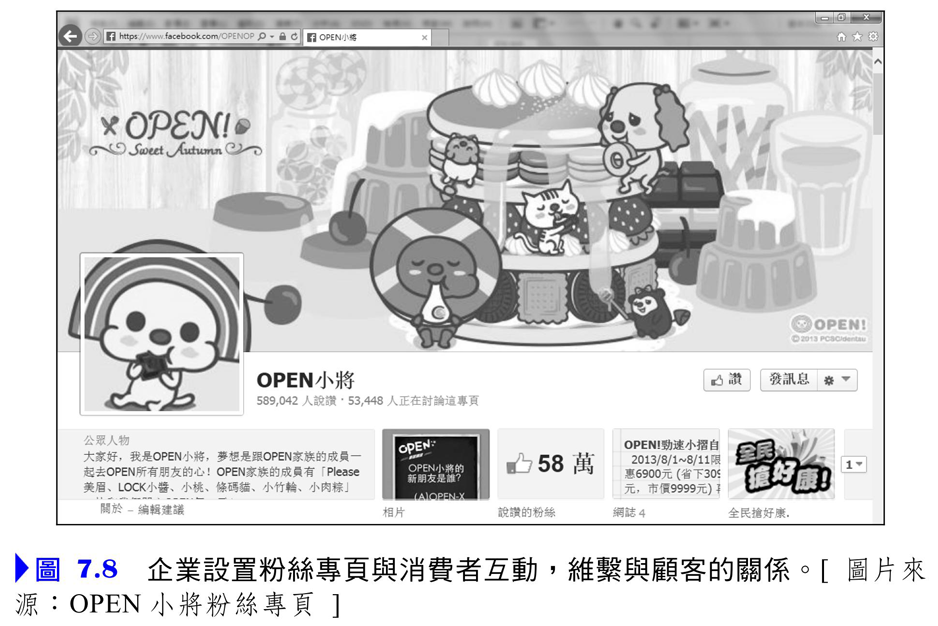 https://www.facebook.com/OPENOP
OPEN小將
OPEN!
Sweet Autumn
OPEN!
© 2013 PCSC/dentsu
OPEN小將
589,042 人說讚・53,448 人正在討論這專頁
讚
發訊息
公眾人物
大家好，我是OPEN小將，夢想是跟OPEN家族的成員一
起去OPEN所有朋友的心！OPEN家族的成員有「Please
美眉、LOCK小醬、小桃、條碼貓、小竹輪、小肉粽」
關於 – 編輯建議
OPEN!
OPEN小將的
新朋友是誰?
(A)OPEN-X
相片
58 萬
說讚的粉絲
OPEN!勁速小摺自
2013/8/1~8/11限
惠6900元 (省下309
元，市價9999元)
網誌 4
全民
搶好康!
全民搶好康.
1
圖 7.8 企業設置粉絲專頁與消費者互動，維繫與顧客的關係。[ 圖片來
源：OPEN 小將粉絲專頁 ]